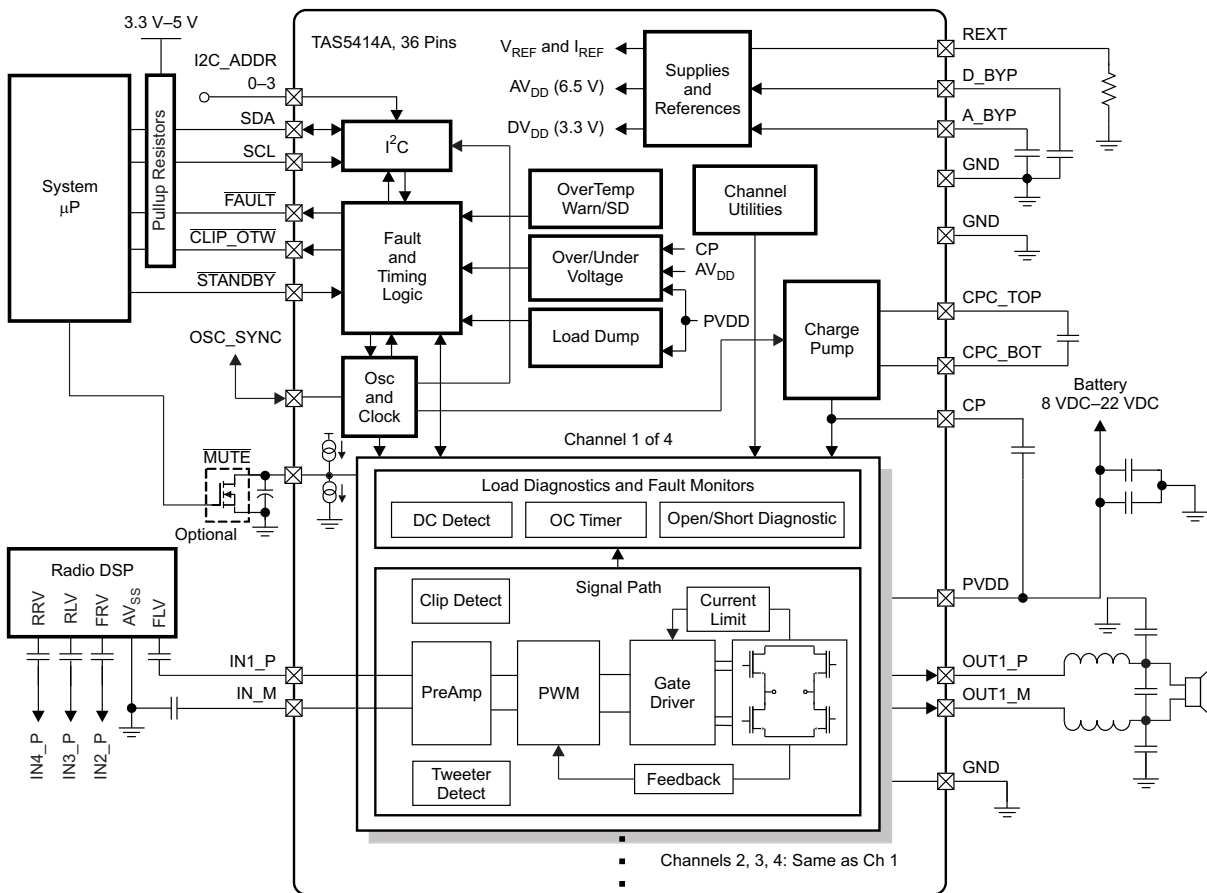 3.3 V–5 V
TAS5414A, 36 Pins
I2C_ADDR
0–3
SDA
SCL
FAULT
CLIP_OTW
STANDBY
OSC_SYNC
System
μP
Pullup Resistors
I²C
Fault
and
Timing
Logic
Osc
and
Clock
V_REF and I_REF
AV_DD (6.5 V)
DV_DD (3.3 V)
Supplies
and
References
OverTemp
Warn/SD
Over/Under
Voltage
Load Dump
CP
AV_DD
PVDD
Channel
Utilities
Charge
Pump
REXT
D_BYP
A_BYP
GND
GND
CPC_TOP
CPC_BOT
CP
Battery
8 VDC–22 VDC
PVDD
OUT1_P
OUT1_M
GND
MUTE
Optional
Channel 1 of 4
Load Diagnostics and Fault Monitors
DC Detect
OC Timer
Open/Short Diagnostic
Signal Path
Clip Detect
Current
Limit
PreAmp
PWM
Gate
Driver
Tweeter
Detect
Feedback
Radio DSP
RRV
RLV
FRV
AV_SS
FLV
IN1_P
IN_M
IN4_P
IN3_P
IN2_P
Channels 2, 3, 4: Same as Ch 1